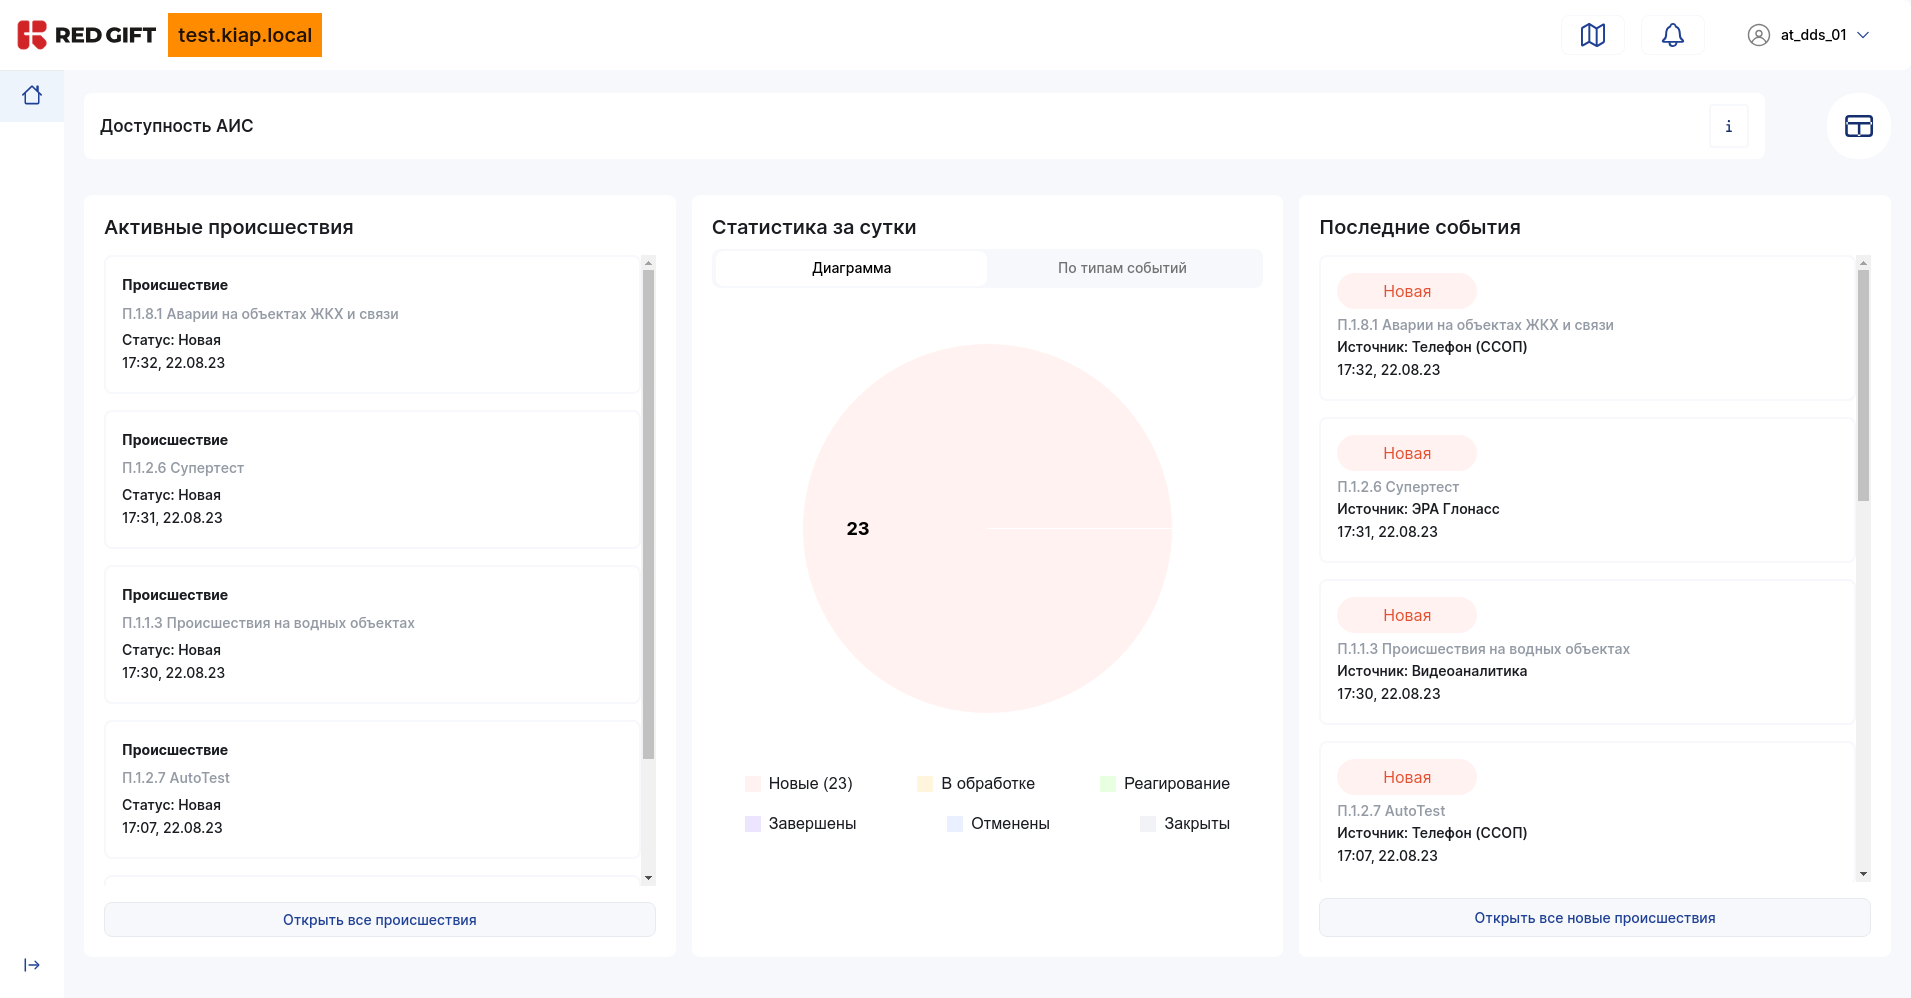 RED GIFT
test.kiap.local
at_dds_01
Доступность АИС
i
Активные происшествия
Происшествие
П.1.8.1 Аварии на объектах ЖКХ и связи
Статус: Новая
17:32, 22.08.23
Происшествие
П.1.2.6 Супертест
Статус: Новая
17:31, 22.08.23
Происшествие
П.1.1.3 Происшествия на водных объектах
Статус: Новая
17:30, 22.08.23
Происшествие
П.1.2.7 AutoTest
Статус: Новая
17:07, 22.08.23
Открыть все происшествия
Статистика за сутки
Диаграмма
По типам событий
23
Новые (23)
В обработке
Реагирование
Завершены
Отменены
Закрыты
Последние события
Новая
П.1.8.1 Аварии на объектах ЖКХ и связи
Источник: Телефон (ССОП)
17:32, 22.08.23
Новая
П.1.2.6 Супертест
Источник: ЭРА Глонасс
17:31, 22.08.23
Новая
П.1.1.3 Происшествия на водных объектах
Источник: Видеоаналитика
17:30, 22.08.23
Новая
П.1.2.7 AutoTest
Источник: Телефон (ССОП)
17:07, 22.08.23
Открыть все новые происшествия